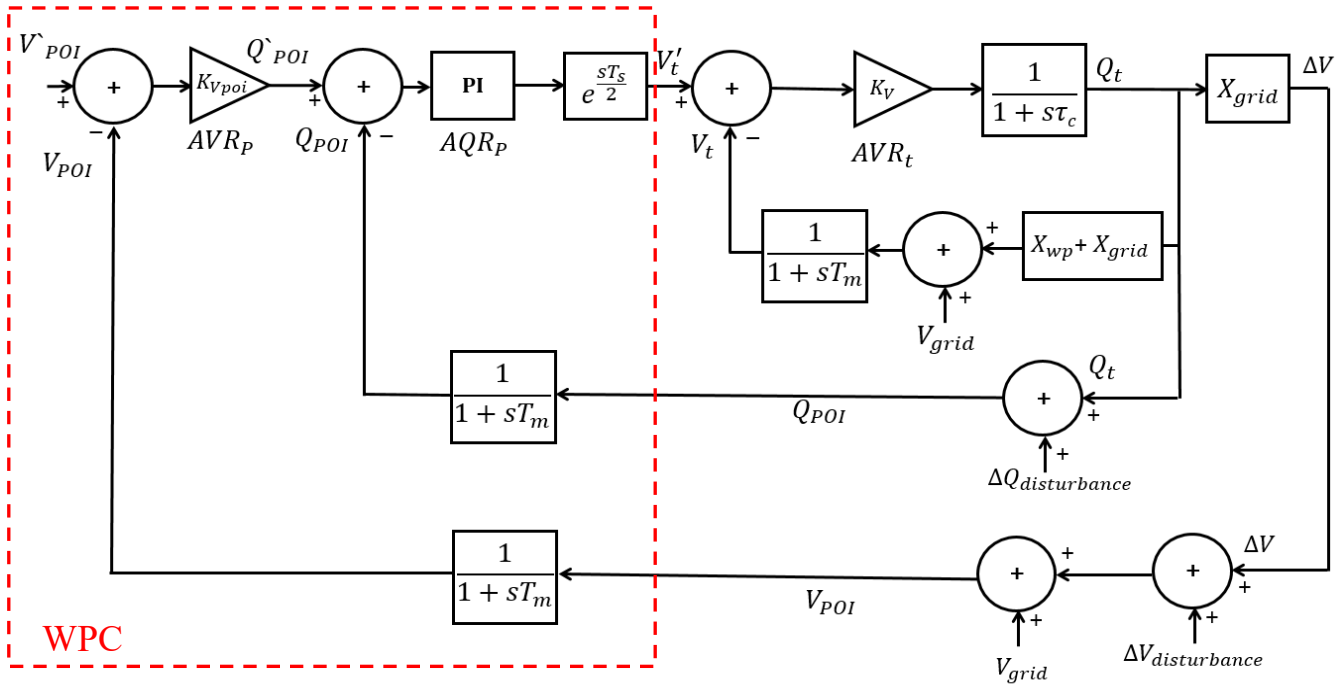 V`POI
+
+
−
KVpoi
AVRP
Q`POI
+
+
−
QPOI
PI
AQRP
e^(sTs/2)
V′t
+
+
−
Vt
KV
AVRt
1
1 + sτc
Qt
Xgrid
ΔV
VPOI
1
1 + sTm
+
+
+
Xwp + Xgrid
Vgrid
1
1 + sTm
QPOI
+
Qt
+
+
ΔQdisturbance
1
1 + sTm
VPOI
+
+
+
+
ΔV
+
+
WPC
Vgrid
ΔVdisturbance